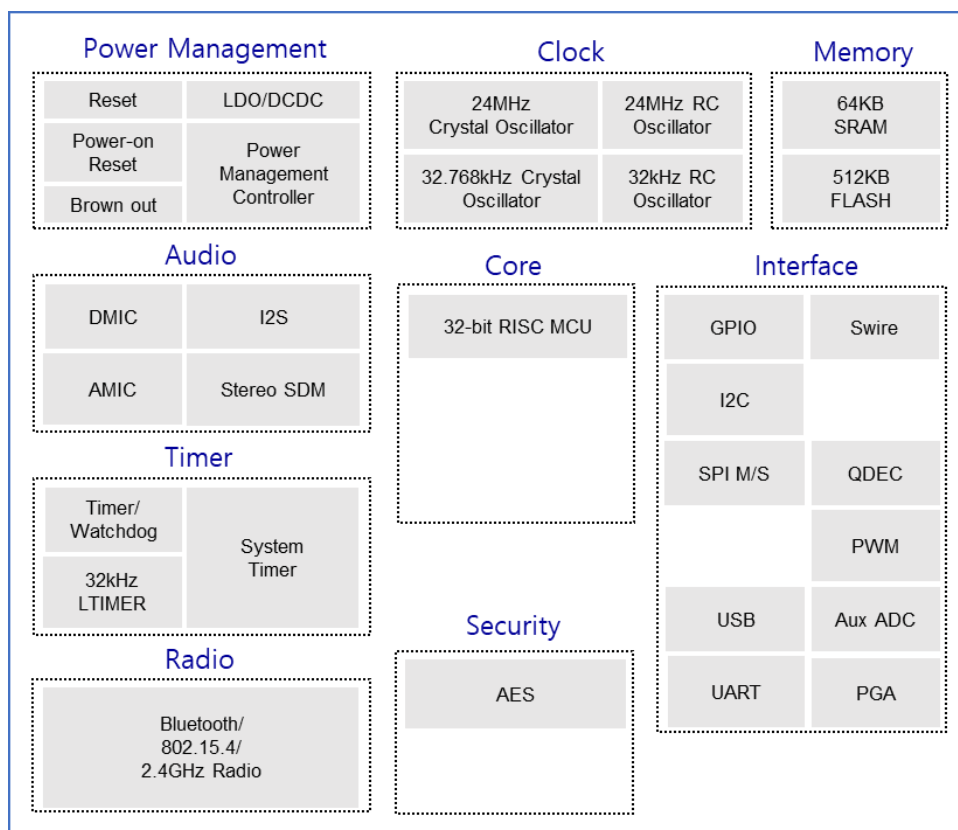 Power Management
Reset
LDO/DCDC
Power-on
Reset
Power
Management
Controller
Brown out
Clock
24MHz
Crystal Oscillator
24MHz RC
Oscillator
32.768kHz Crystal
Oscillator
32kHz RC
Oscillator
Memory
64KB
SRAM
512KB
FLASH
Audio
DMIC
I2S
AMIC
Stereo SDM
Core
32-bit RISC MCU
Interface
GPIO
Swire
I2C
SPI M/S
QDEC
PWM
USB
Aux ADC
UART
PGA
Timer
Timer/
Watchdog
System
Timer
32kHz
LTIMER
Security
AES
Radio
Bluetooth/
802.15.4/
2.4GHz Radio